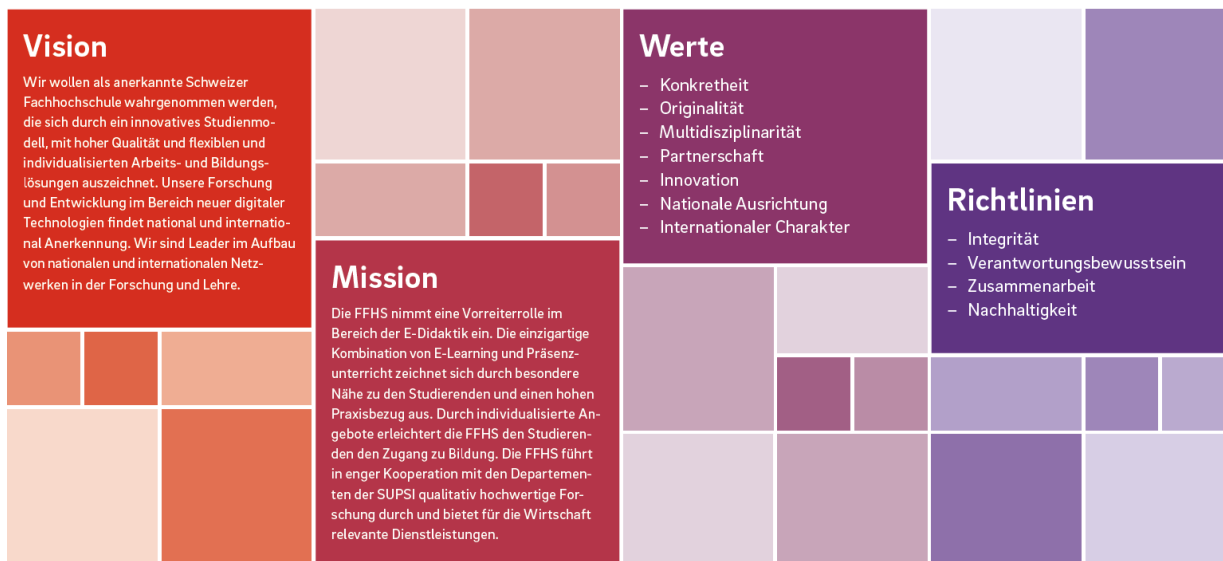 Vision
Wir wollen als anerkannte Schweizer
Fachhochschule wahrgenommen werden,
die sich durch ein innovatives Studienmo-
dell, mit hoher Qualität und flexiblen und
individualisierten Arbeits- und Bildungs-
lösungen auszeichnet. Unsere Forschung
und Entwicklung im Bereich neuer digitaler
Technologien findet national und internatio-
nal Anerkennung. Wir sind Leader im Aufbau
von nationalen und internationalen Netz-
werken in der Forschung und Lehre.
Mission
Die FFHS nimmt eine Vorreiterrolle im
Bereich der E-Didaktik ein. Die einzigartige
Kombination von E-Learning und Präsenz-
unterricht zeichnet sich durch besondere
Nähe zu den Studierenden und einen hohen
Praxisbezug aus. Durch individualisierte An-
gebote erleichtert die FFHS den Studieren-
den den Zugang zu Bildung. Die FFHS führt
in enger Kooperation mit den Departemen-
ten der SUPSI qualitativ hochwertige For-
schung durch und bietet für die Wirtschaft
relevante Dienstleistungen.
Werte
– Konkretheit
– Originalität
– Multidisziplinarität
– Partnerschaft
– Innovation
– Nationale Ausrichtung
– Internationaler Charakter
Richtlinien
– Integrität
– Verantwortungsbewusstsein
– Zusammenarbeit
– Nachhaltigkeit